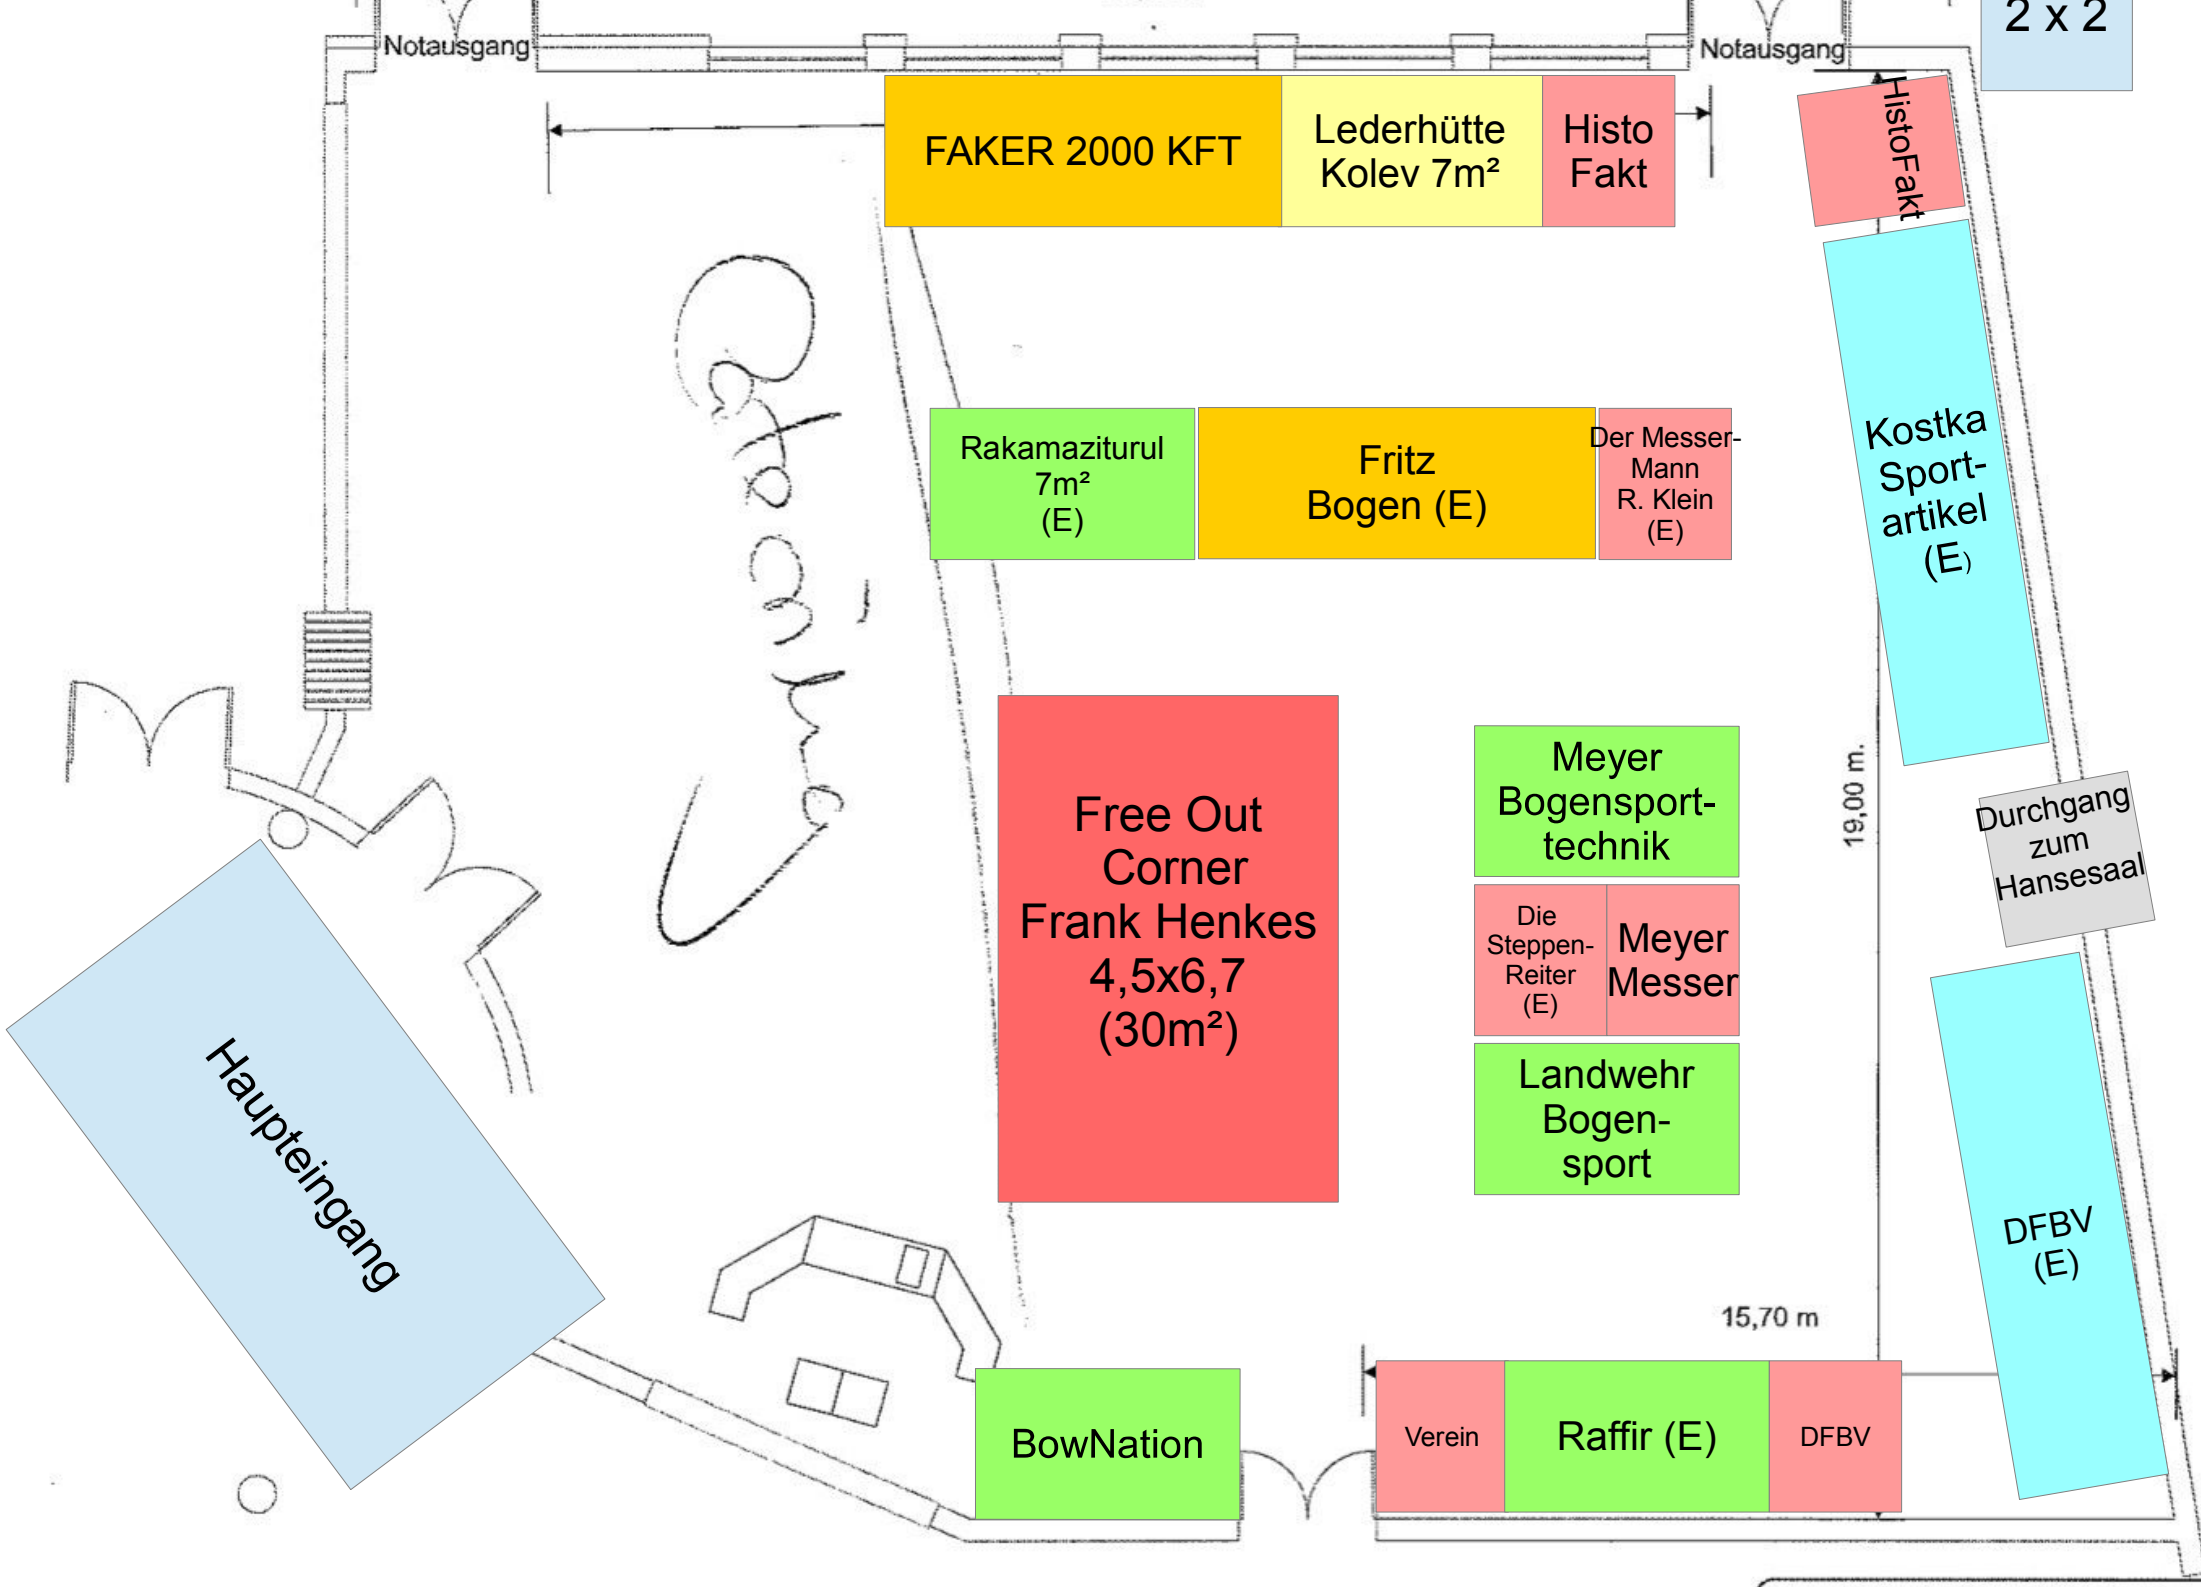 2 x 2
Notausgang
Notausgang
FAKER 2000 KFT
Lederhütte
Kolev 7m²
Histo
Fakt
HistoFakt
Rakamaziturul
7m²
(E)
Fritz
Bogen (E)
Der Messer-
Mann
R. Klein
(E)
Kostka
Sport-
artikel
(E)
Free Out
Corner
Frank Henkes
4,5x6,7
(30m²)
Meyer
Bogensport-
technik
19,00 m.
Durchgang
zum
Hansesaal
Die
Steppen-
Reiter
(E)
Meyer
Messer
Landwehr
Bogen-
sport
Haupteingang
DFBV
(E)
15,70 m
BowNation
Verein
Raffir (E)
DFBV